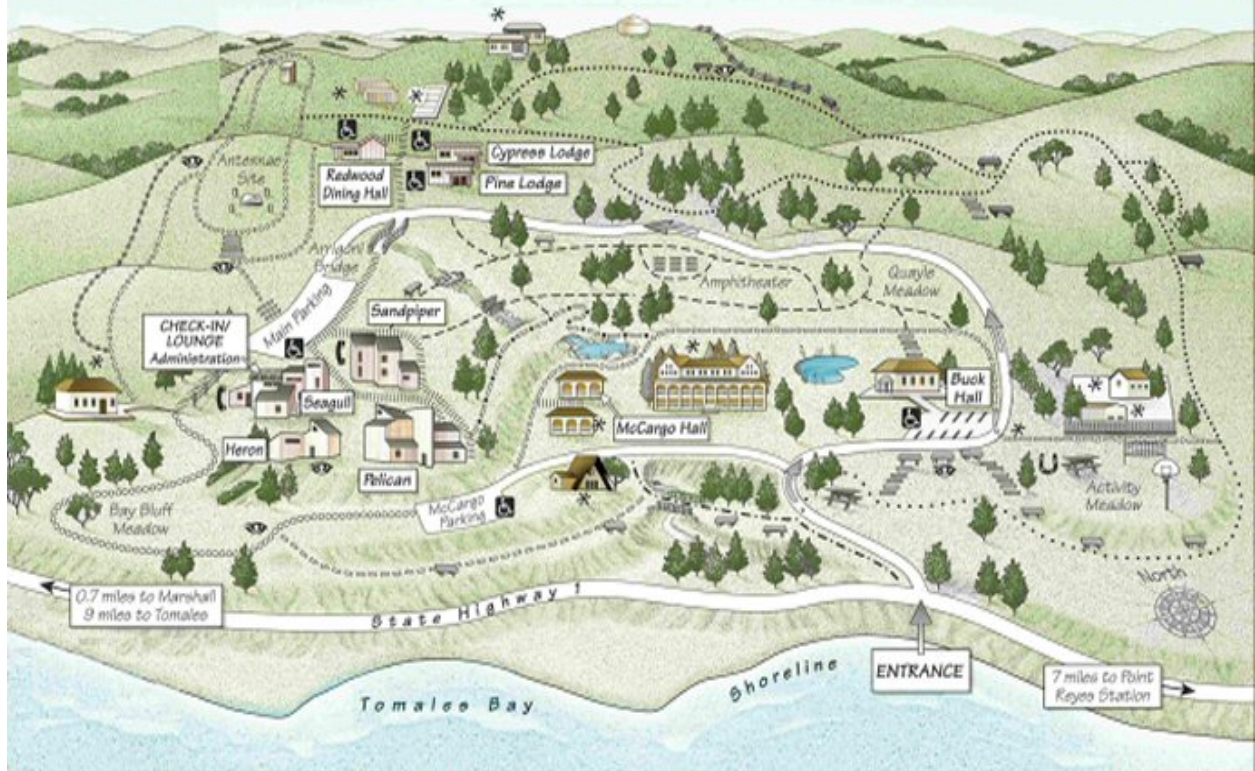 Cypress Lodge
Pine Lodge
Redwood
Dining Hall
Antennae
Site
Arrigoni
Bridge
Main Parking
Sandpiper
CHECK-IN/
LOUNGE
Administration
Seagull
Heron
Pelican
Amphitheater
Quayle
Meadow
McCargo Hall
Buck
Hall
Bay Bluff
Meadow
McCargo
Parking
Activity
Meadow
North
0.7 miles to Marshall
9 miles to Tomales
State Highway 1
ENTRANCE
7 miles to Point
Reyes Station
Tomales Bay
Shoreline